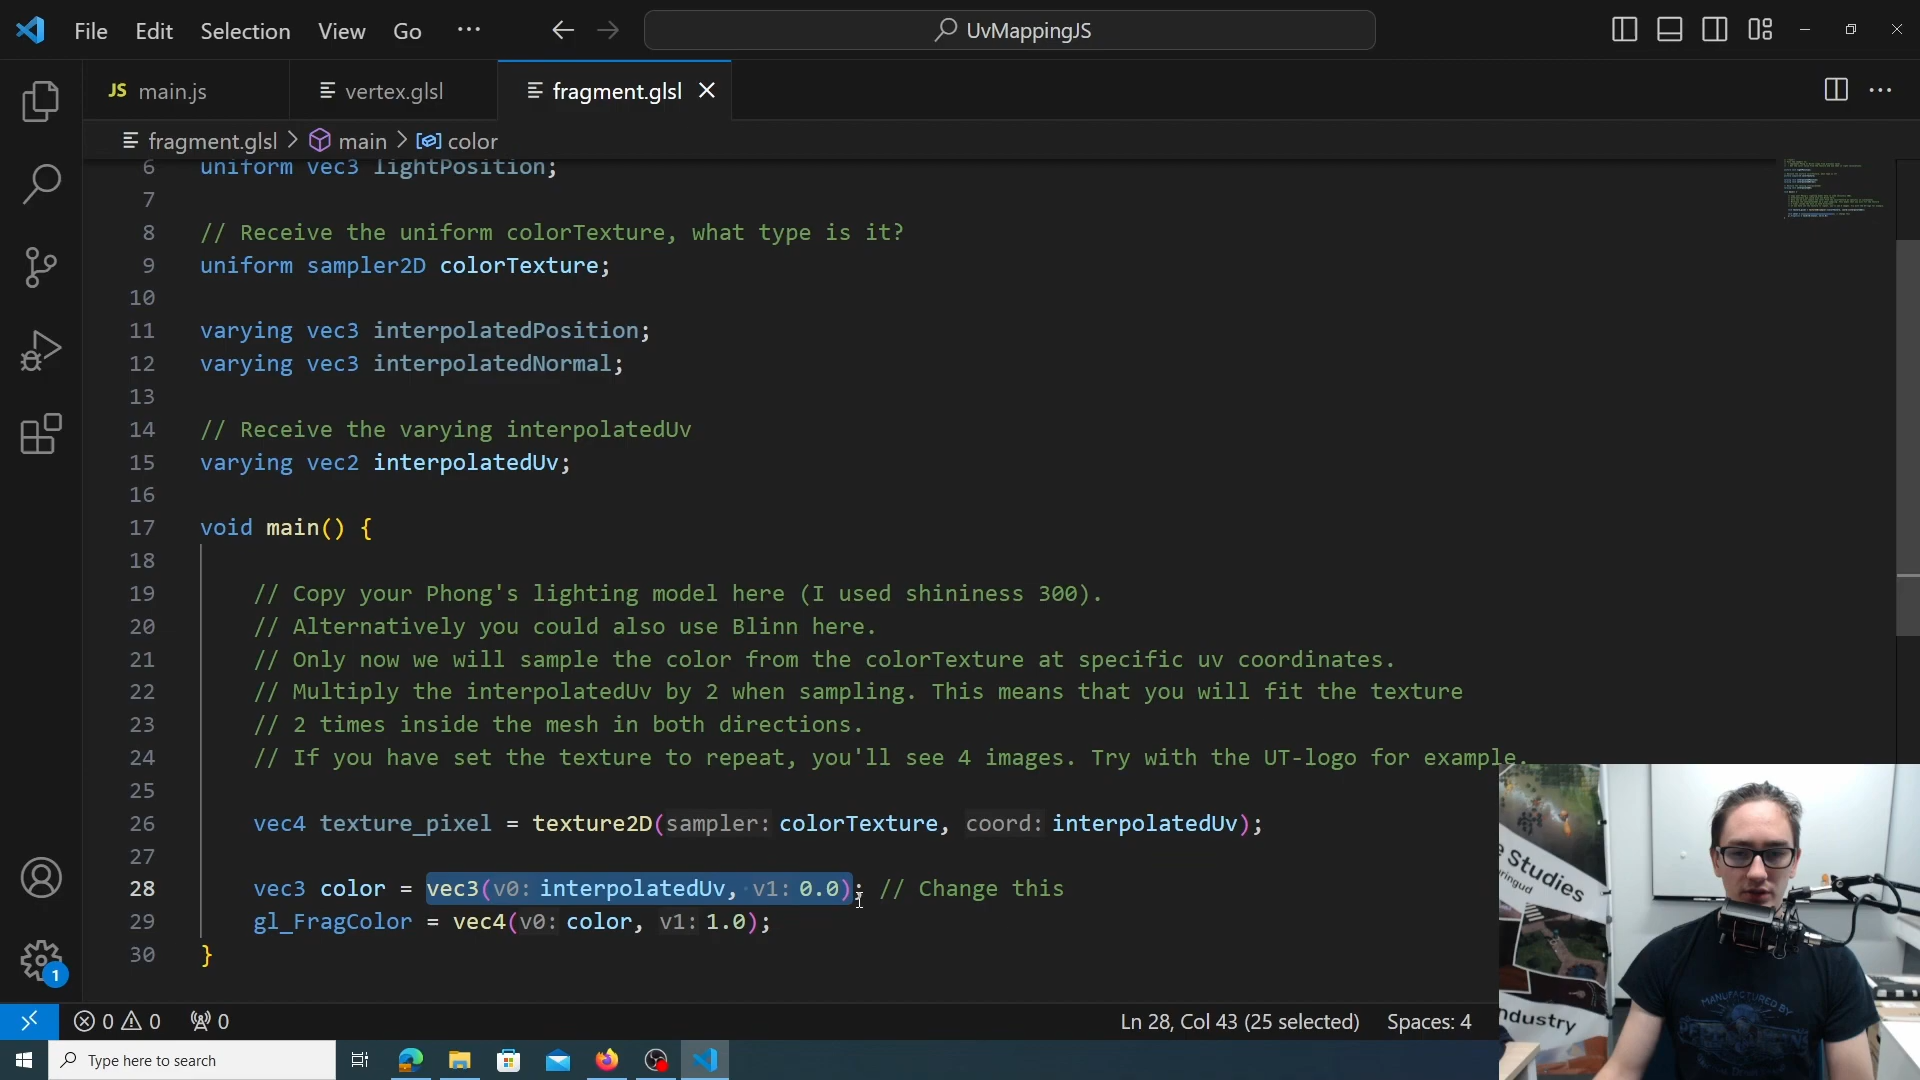 File Edit Selection View Go ··· UvMappingJS
JS main.js vertex.glsl fragment.glsl
fragment.glsl > main > color
6 uniform vec3 lightPosition;
7
8 // Receive the uniform colorTexture, what type is it?
9 uniform sampler2D colorTexture;
10
11 varying vec3 interpolatedPosition;
12 varying vec3 interpolatedNormal;
13
14 // Receive the varying interpolatedUv
15 varying vec2 interpolatedUv;
16
17 void main() {
18
19 // Copy your Phong's lighting model here (I used shininess 300).
20 // Alternatively you could also use Blinn here.
21 // Only now we will sample the color from the colorTexture at specific uv coordinates.
22 // Multiply the interpolatedUv by 2 when sampling. This means that you will fit the texture
23 // 2 times inside the mesh in both directions.
24 // If you have set the texture to repeat, you'll see 4 images. Try with the UT-logo for example.
25
26 vec4 texture_pixel = texture2D(sampler: colorTexture, coord: interpolatedUv);
27
28 vec3 color = vec3(v0: interpolatedUv, v1: 0.0); // Change this
29 gl_FragColor = vec4(v0: color, v1: 1.0);
30 }
e Studies
uringud
MANUFACTURED BY
ndustry
1
0 0 0 Ln 28, Col 43 (25 selected) Spaces: 4
Type here to search